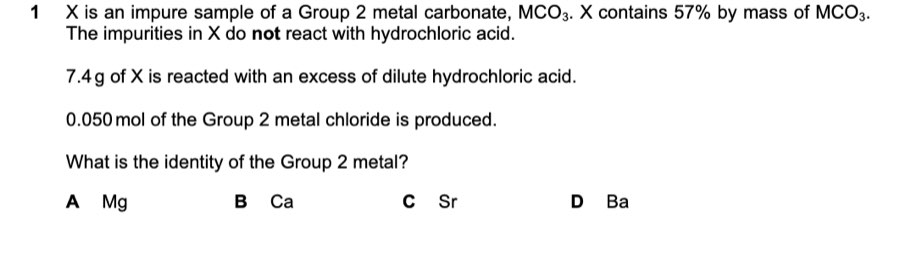 1 X is an impure sample of a Group 2 metal carbonate, MCO₃. X contains 57% by mass of MCO₃.
The impurities in X do not react with hydrochloric acid.
7.4 g of X is reacted with an excess of dilute hydrochloric acid.
0.050 mol of the Group 2 metal chloride is produced.
What is the identity of the Group 2 metal?
A Mg B Ca C Sr D Ba